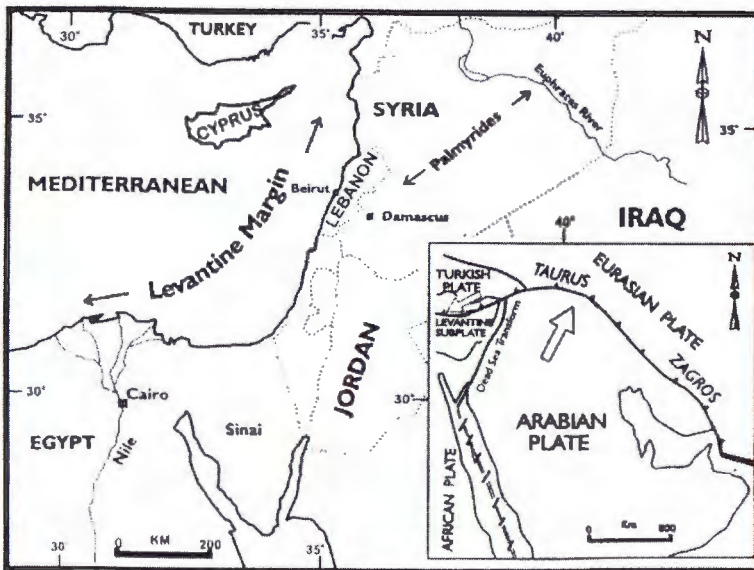 30°
TURKEY
35°
40°
N
35°
CYPRUS
SYRIA
Euphrates River
35°
Palmyrides
MEDITERRANEAN
Beirut
LEBANON
Damascus
IRAQ
Levantine Margin
40°
N
TURKISH
PLATE
TAURUS
EURASIAN PLATE
LEVANTINE
SUBPLATE
Dead Sea Transform
ZAGROS
JORDAN
30°
30°
Cairo
ARABIAN
PLATE
EGYPT
Nile
Sinai
AFRICAN PLATE
0 KM 200
0 Km 800
30°
35°